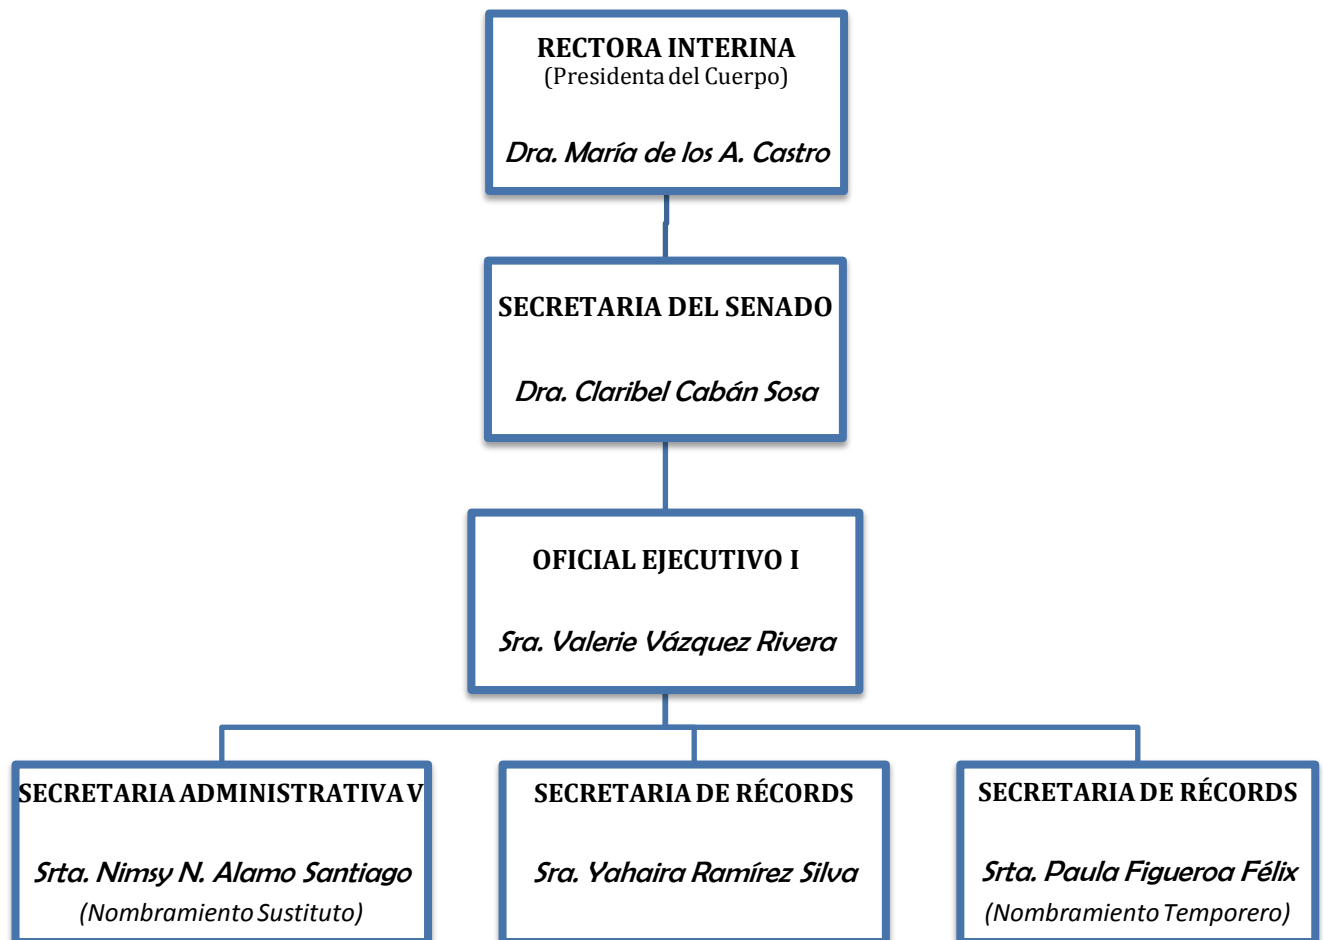 RECTORA INTERINA
(Presidenta del Cuerpo)
Dra. María de los A. Castro
SECRETARIA DEL SENADO
Dra. Claribel Cabán Sosa
OFICIAL EJECUTIVO I
Sra. Valerie Vázquez Rivera
SECRETARIA ADMINISTRATIVA V
Srta. Nimsy N. Alamo Santiago
(Nombramiento Sustituto)
SECRETARIA DE RÉCORDS
Sra. Yahaira Ramírez Silva
SECRETARIA DE RÉCORDS
Srta. Paula Figueroa Félix
(Nombramiento Temporero)